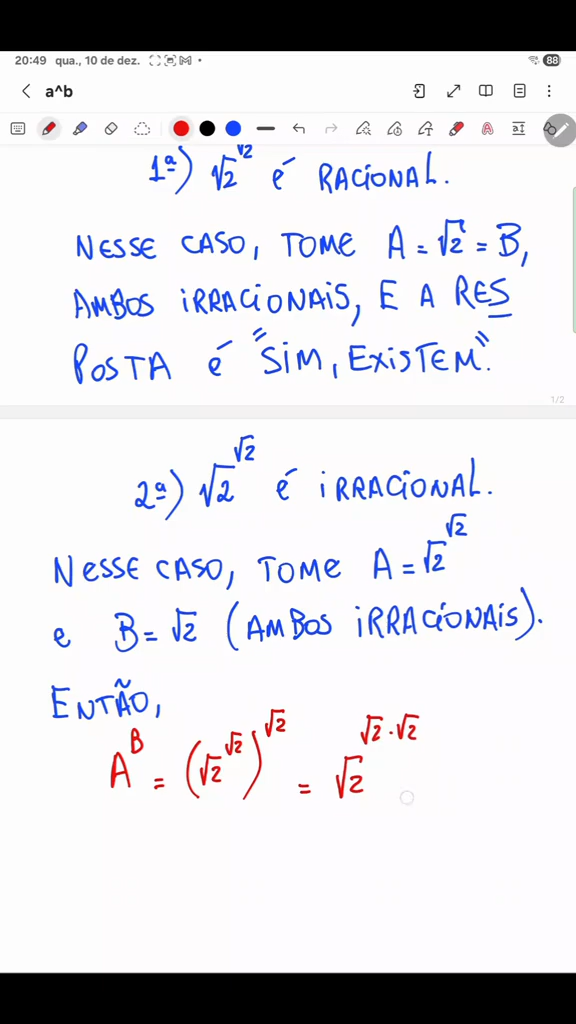 20:49 qua., 10 de dez.
88
a^b
1ª) √2^√2 é RACIONAL.
NESSE CASO, TOME A = √2 = B,
AMBOS IRRACIONAIS, E A RES
POSTA É "SIM, EXISTEM".
1/2
2ª) √2^√2 é IRRACIONAL.
NESSE CASO, TOME A = √2^√2
e B = √2 (AMBOS IRRACIONAIS).
ENTÃO,
A^B = (√2^√2)^√2 = √2^√2·√2